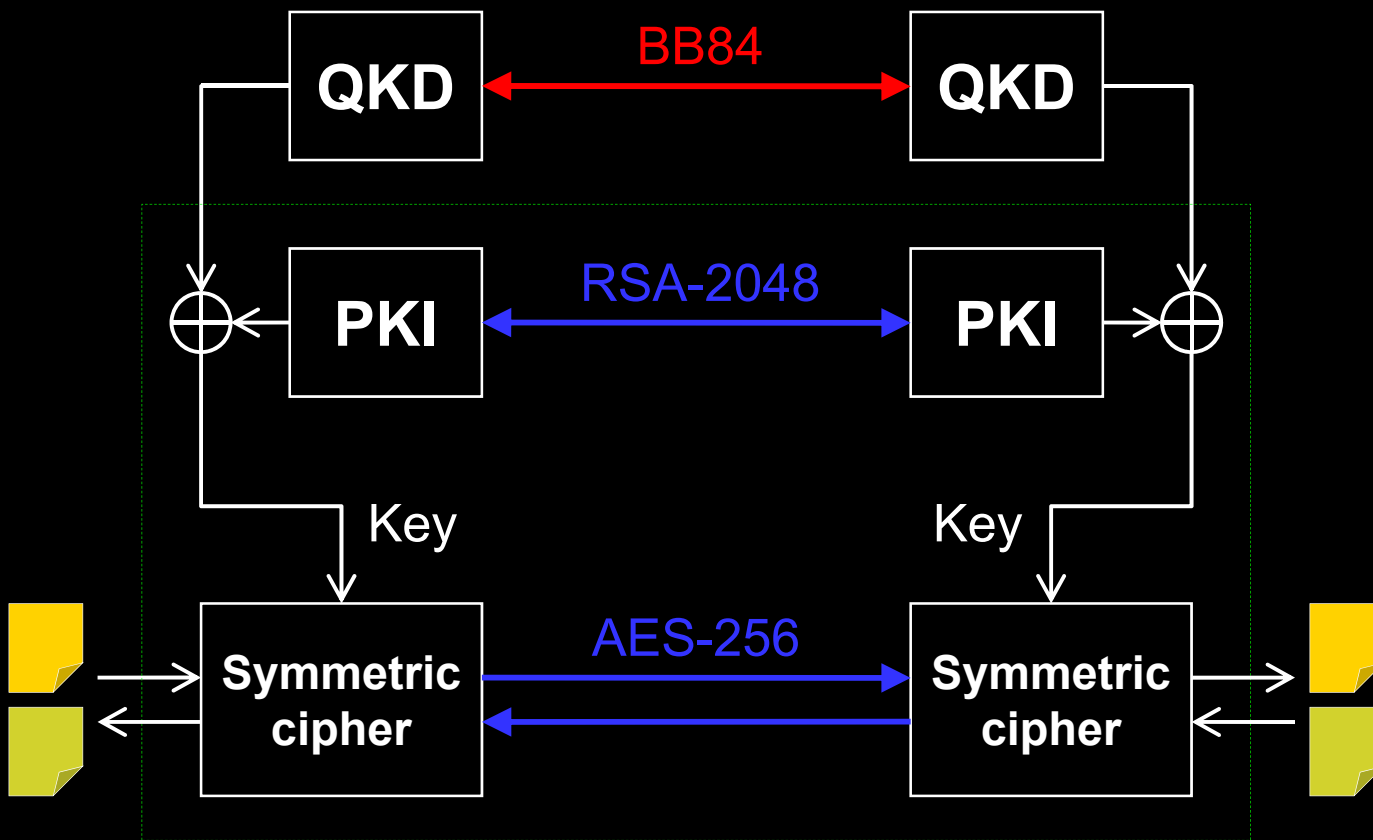 BB84
QKD
QKD
RSA-2048
PKI
PKI
Key
Key
AES-256
Symmetric
cipher
Symmetric
cipher